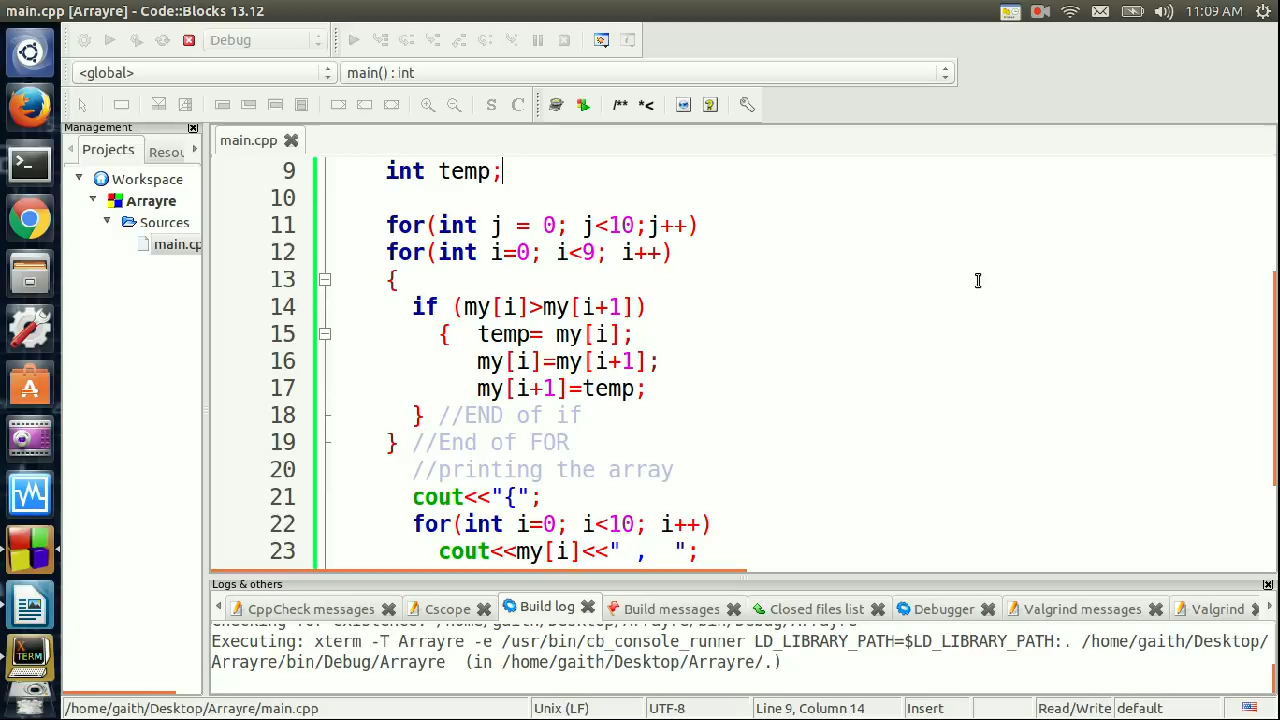 main.cpp [Arrayre] - Code::Blocks 13.12
11:09 AM
Debug
<global>
main() : int
S C
/** *<
Management
Projects
Resou
Workspace
Arrayre
Sources
main.cp
main.cpp
9 int temp;
10
11 for(int j = 0; j<10;j++)
12 for(int i=0; i<9; i++)
13 {
14 if (my[i]>my[i+1])
15 { temp= my[i];
16 my[i]=my[i+1];
17 my[i+1]=temp;
18 } //END of if
19 } //End of FOR
20 //printing the array
21 cout<<"{";
22 for(int i=0; i<10; i++)
23 cout<<my[i]<<" ,  ";
Logs & others
CppCheck messages
Cscope
Build log
Build messages
Closed files list
Debugger
Valgrind messages
Valgrind
Executing: xterm -T Arrayre -e /usr/bin/cb_console_runner LD_LIBRARY_PATH=$LD_LIBRARY_PATH:. /home/gaith/Desktop/
Arrayre/bin/Debug/Arrayre  (in /home/gaith/Desktop/Arrayre/.)
X TERM
/home/gaith/Desktop/Arrayre/main.cpp
Unix (LF)
UTF-8
Line 9, Column 14
Insert
Read/Write
default